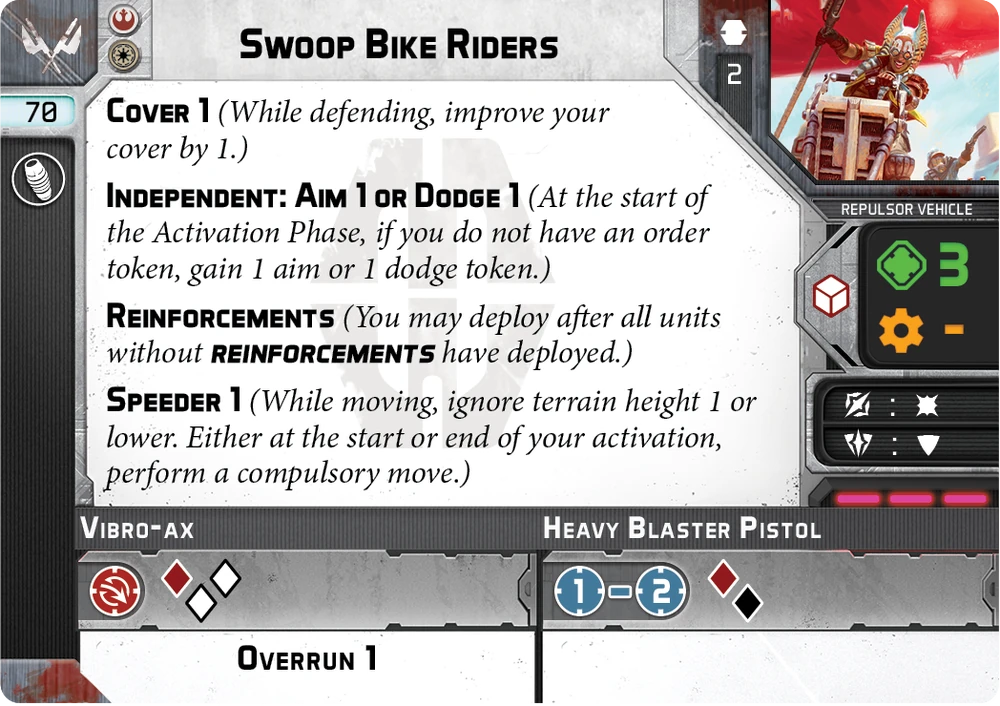 Swoop Bike Riders
2
70
Cover 1 (While defending, improve your
cover by 1.)
Independent: Aim 1 or Dodge 1 (At the start of
the Activation Phase, if you do not have an order
token, gain 1 aim or 1 dodge token.)
Reinforcements (You may deploy after all units
without REINFORCEMENTS have deployed.)
Speeder 1 (While moving, ignore terrain height 1 or
lower. Either at the start or end of your activation,
perform a compulsory move.)
REPULSOR VEHICLE
3
-
:
:
Vibro-ax
Overrun 1
Heavy Blaster Pistol
1-2